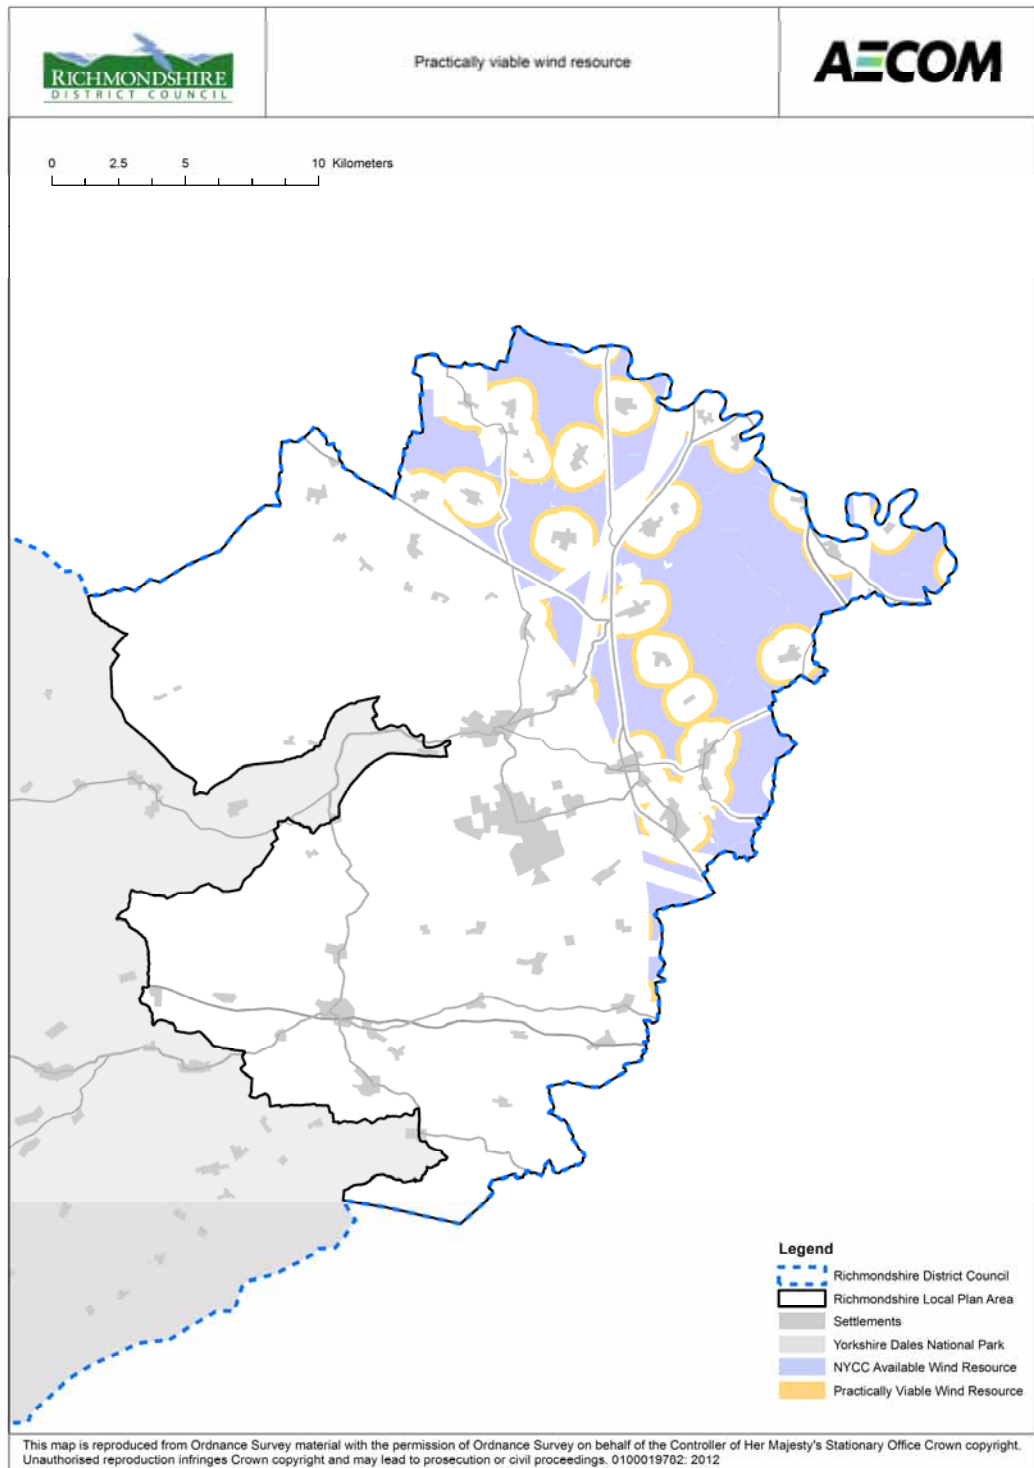 RICHMONDSHIRE
DISTRICT COUNCIL
Practically viable wind resource
AECOM
0 2.5 5 10 Kilometers
Legend
Richmondshire District Council
Richmondshire Local Plan Area
Settlements
Yorkshire Dales National Park
NYCC Available Wind Resource
Practically Viable Wind Resource
This map is reproduced from Ordnance Survey material with the permission of Ordnance Survey on behalf of the Controller of Her Majesty's Stationary Office Crown copyright.
Unauthorised reproduction infringes Crown copyright and may lead to prosecution or civil proceedings. 0100019782: 2012